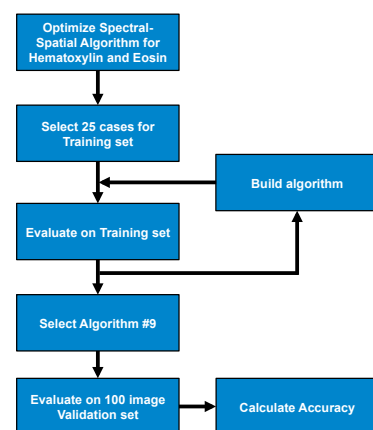 Optimize Spectral-
Spatial Algorithm for
Hematoxylin and Eosin
Select 25 cases for
Training set
Build algorithm
Evaluate on Training set
Select Algorithm #9
Evaluate on 100 image
Validation set
Calculate Accuracy